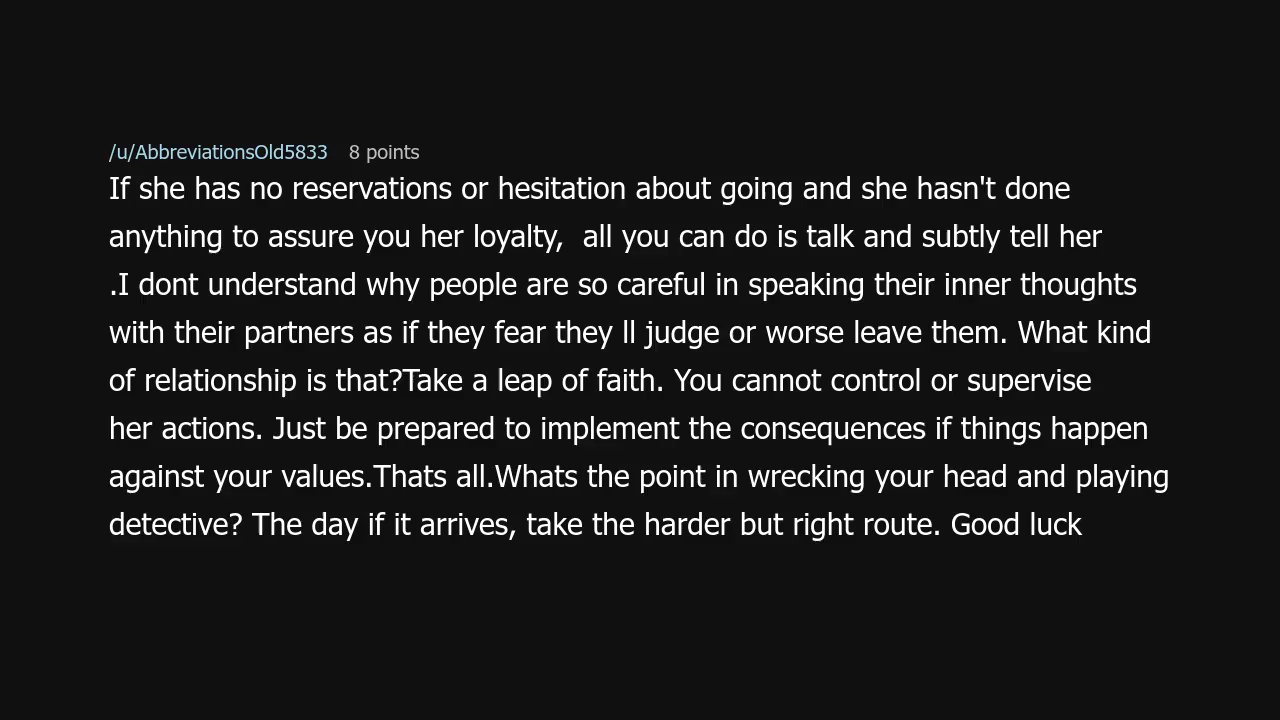 /u/AbbreviationsOld5833 8 points
If she has no reservations or hesitation about going and she hasn't done
anything to assure you her loyalty,  all you can do is talk and subtly tell her
.I dont understand why people are so careful in speaking their inner thoughts
with their partners as if they fear they ll judge or worse leave them. What kind
of relationship is that?Take a leap of faith. You cannot control or supervise
her actions. Just be prepared to implement the consequences if things happen
against your values.Thats all.Whats the point in wrecking your head and playing
detective? The day if it arrives, take the harder but right route. Good luck